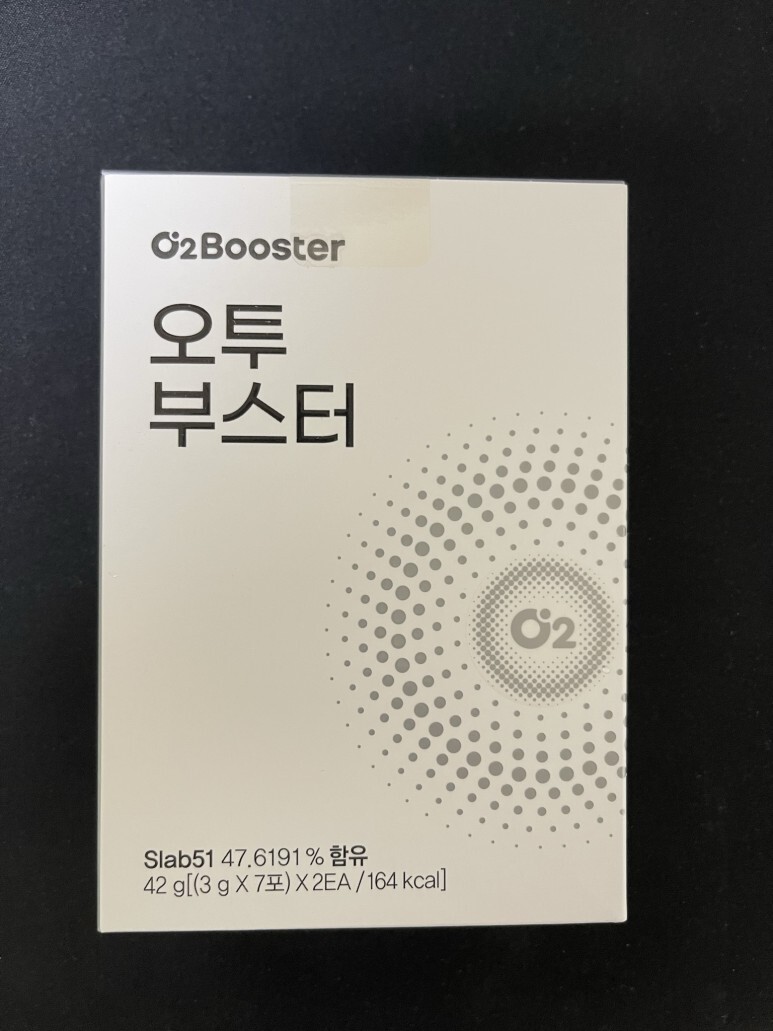 O2Booster
오투
부스터
O2
Slab51 47.6191% 함유
42 g[(3 g X 7포) X 2EA / 164 kcal]